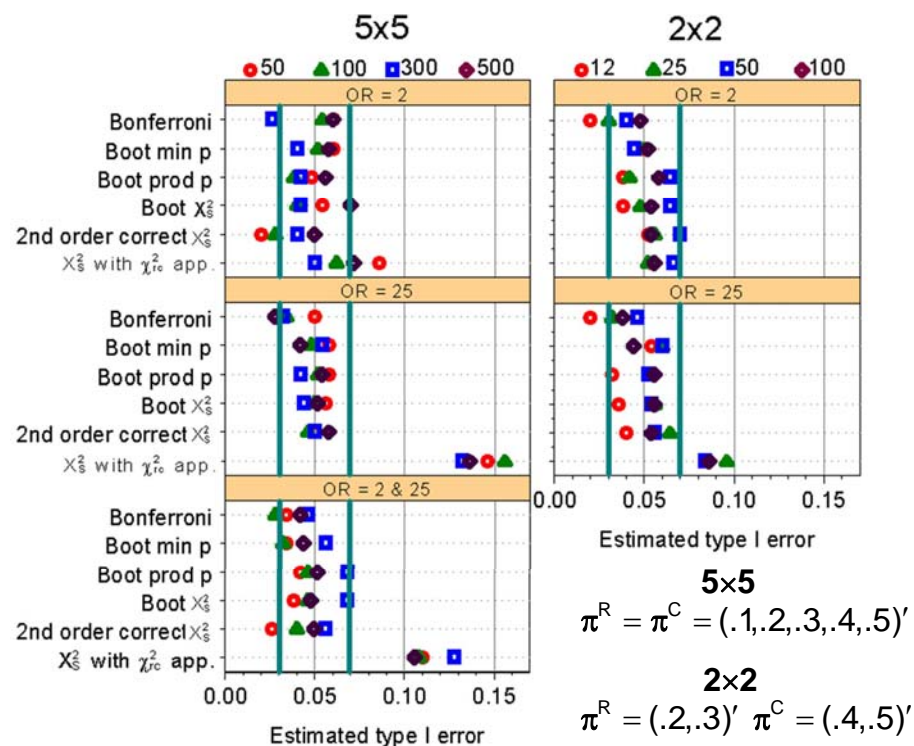 5x5 2x2
50 100 300 500 12 25 50 100
OR = 2 OR = 2
Bonferroni
Boot min p
Boot prod p
Boot X²S
2nd order correct X²S
X²S with χ²rc app.
OR = 25 OR = 25
Bonferroni
Boot min p
Boot prod p
Boot X²S
2nd order correct X²S
X²S with χ²rc app.
OR = 2 & 25
0.00 0.05 0.10 0.15
Estimated type I error
Bonferroni
Boot min p
Boot prod p
Boot X²S
2nd order correct X²S
X²S with χ²rc app.
0.00 0.05 0.10 0.15
Estimated type I error
5×5
π^R = π^C = (.1,.2,.3,.4,.5)′
2×2
π^R = (.2,.3)′ π^C = (.4,.5)′